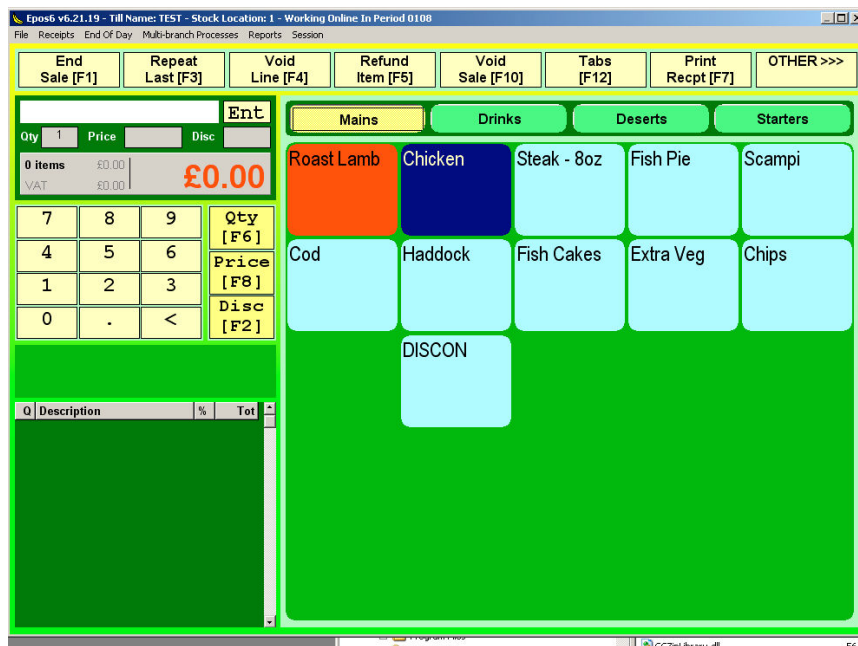 Epos6 v6.21.19 - Till Name: TEST - Stock Location: 1 - Working Online In Period 0108
File Receipts End Of Day Multi-branch Processes Reports Session
End Sale [F1]
Repeat Last [F3]
Void Line [F4]
Refund Item [F5]
Void Sale [F10]
Tabs [F12]
Print Recpt [F7]
OTHER >>>
Ent
Qty 1 Price Disc
0 items £0.00
VAT £0.00
£0.00
7 8 9 Qty [F6]
4 5 6 Price [F8]
1 2 3 Disc [F2]
0 . <
Q Description % Tot
Mains Drinks Deserts Starters
Roast Lamb Chicken Steak - 8oz Fish Pie Scampi
Cod Haddock Fish Cakes Extra Veg Chips
DISCON